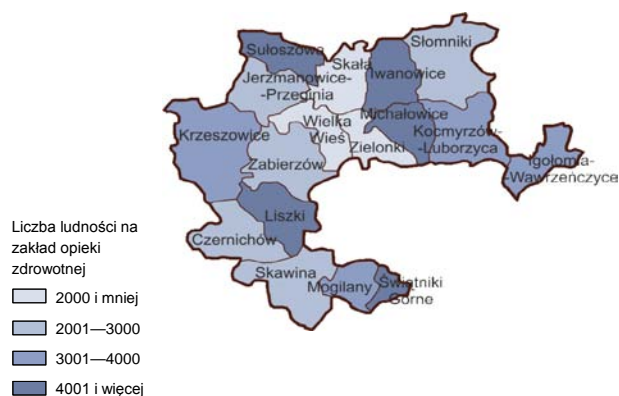 Słomniki
Sułoszowa
Skała
Iwanowice
Jerzmanowice-
-Przeginia
Michałowice
Wielka
Wieś
Krzeszowice
Kocmyrzów-
-Luborzyca
Zielonki
Zabierzów
Igołomia-
-Wawrzeńczyce
Liszki
Czernichów
Skawina
Mogilany
Świątniki
Górne
Liczba ludności na
zakład opieki
zdrowotnej
2000 i mniej
2001—3000
3001—4000
4001 i więcej